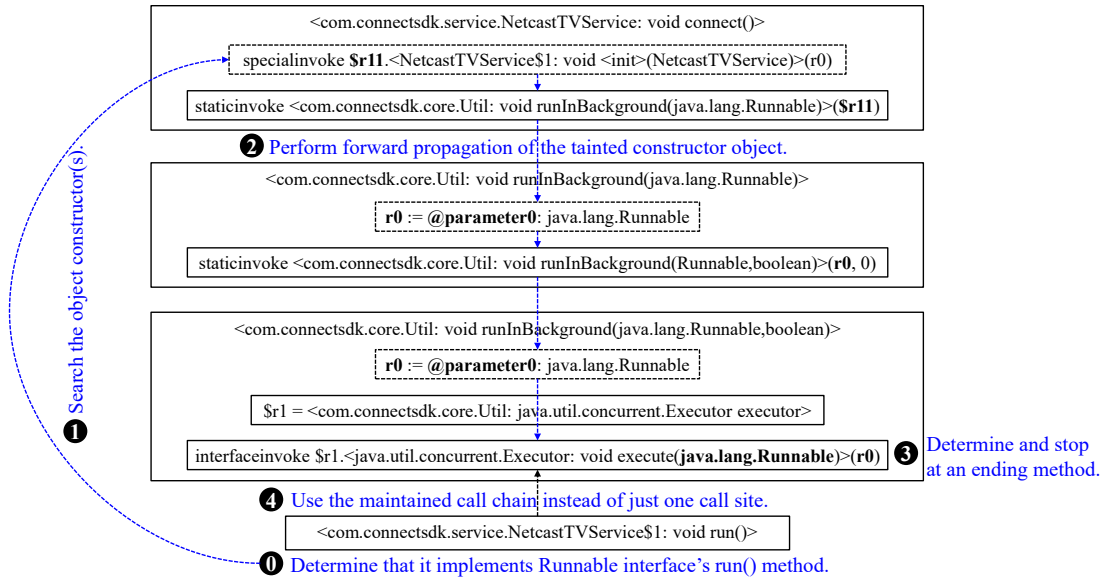 <com.connectsdk.service.NetcastTVService: void connect()>
specialinvoke $r11.<NetcastTVService$1: void <init>(NetcastTVService)>(r0)
staticinvoke <com.connectsdk.core.Util: void runInBackground(java.lang.Runnable)>($r11)
❷ Perform forward propagation of the tainted constructor object.
<com.connectsdk.core.Util: void runInBackground(java.lang.Runnable)>
r0 := @parameter0: java.lang.Runnable
staticinvoke <com.connectsdk.core.Util: void runInBackground(Runnable,boolean)>(r0, 0)
❶ Search the object constructor(s).
<com.connectsdk.core.Util: void runInBackground(java.lang.Runnable,boolean)>
r0 := @parameter0: java.lang.Runnable
$r1 = <com.connectsdk.core.Util: java.util.concurrent.Executor executor>
interfaceinvoke $r1.<java.util.concurrent.Executor: void execute(java.lang.Runnable)>(r0)
❸ Determine and stop
at an ending method.
❹ Use the maintained call chain instead of just one call site.
<com.connectsdk.service.NetcastTVService$1: void run()>
⓿ Determine that it implements Runnable interface's run() method.